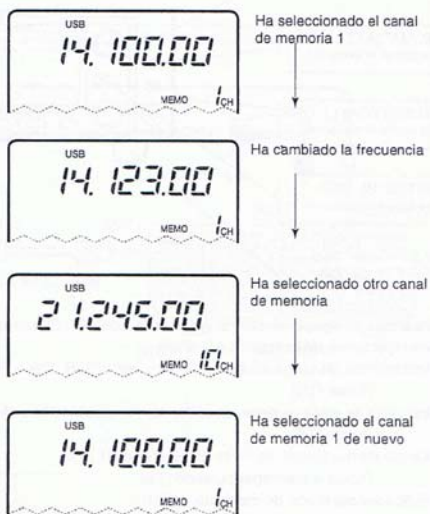 USB
14.100.00
MEMO 1CH
Ha seleccionado el canal
de memoria 1
USB
14.123.00
MEMO 1CH
Ha cambiado la frecuencia
USB
21.245.00
MEMO 10CH
Ha seleccionado otro canal
de memoria
USB
14.100.00
MEMO 1CH
Ha seleccionado el canal
de memoria 1 de nuevo